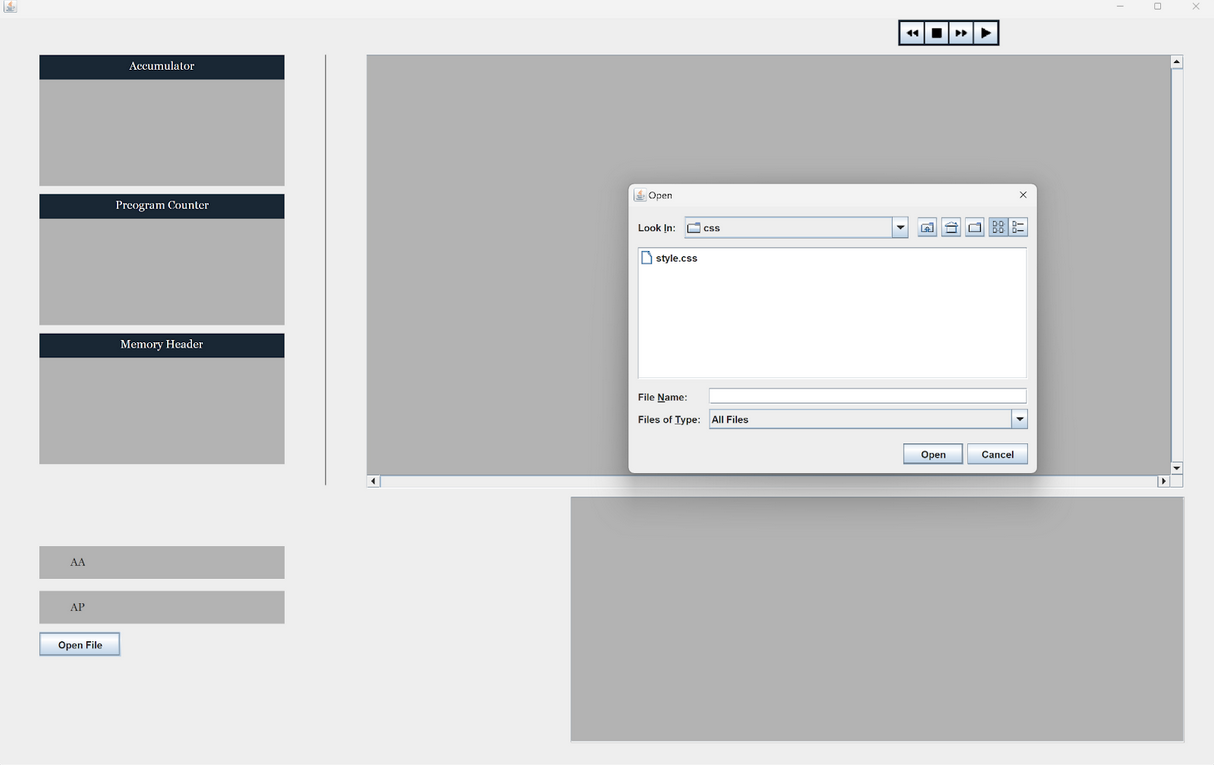 Accumulator
Preogram Counter
Memory Header
AA
AP
Open File
Open
Look In: css
style.css
File Name:
Files of Type: All Files
Open Cancel